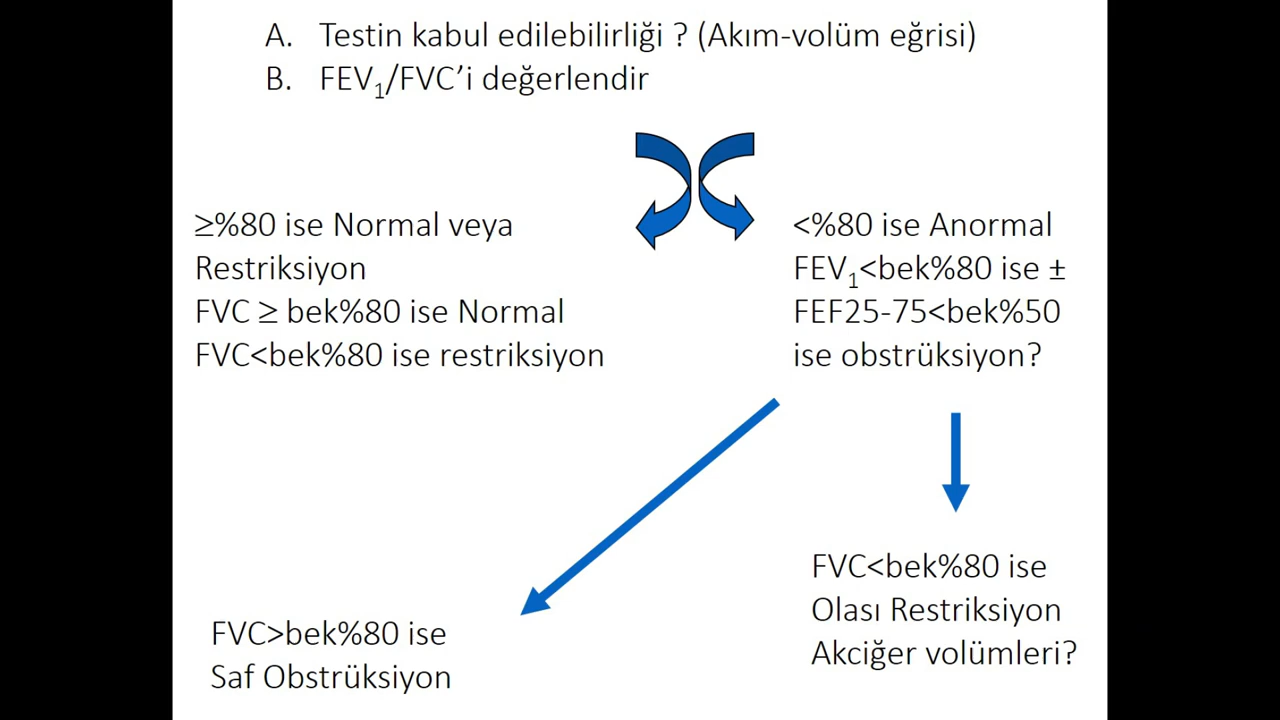 A. Testin kabul edilebilirliği ? (Akım-volüm eğrisi)
B. FEV₁/FVC’i değerlendir
≥%80 ise Normal veya
Restriksiyon
FVC ≥ bek%80 ise Normal
FVC<bek%80 ise restriksiyon
<%80 ise Anormal
FEV₁<bek%80 ise ±
FEF25-75<bek%50
ise obstrüksiyon?
FVC>bek%80 ise
Saf Obstrüksiyon
FVC<bek%80 ise
Olası Restriksiyon
Akciğer volümleri?